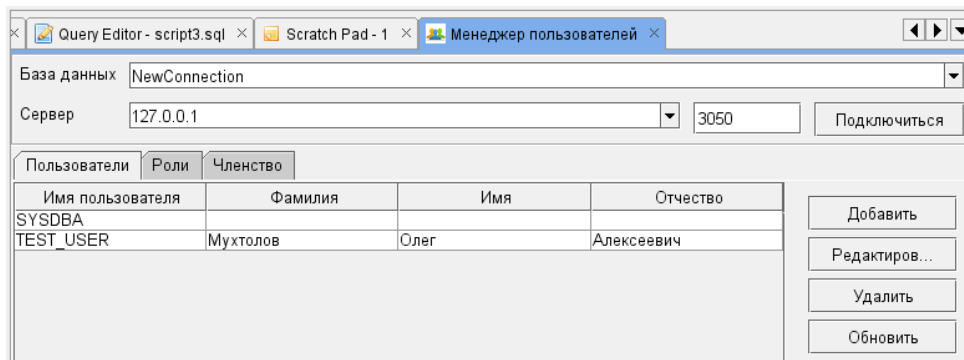 Query Editor - script3.sql Scratch Pad - 1 Менеджер пользователей
База данных NewConnection
Сервер 127.0.0.1 3050 Подключиться
Пользователи Роли Членство
Имя пользователя Фамилия Имя Отчество
SYSDBA
TEST_USER Мухтолов Олег Алексеевич
Добавить
Редактиров...
Удалить
Обновить